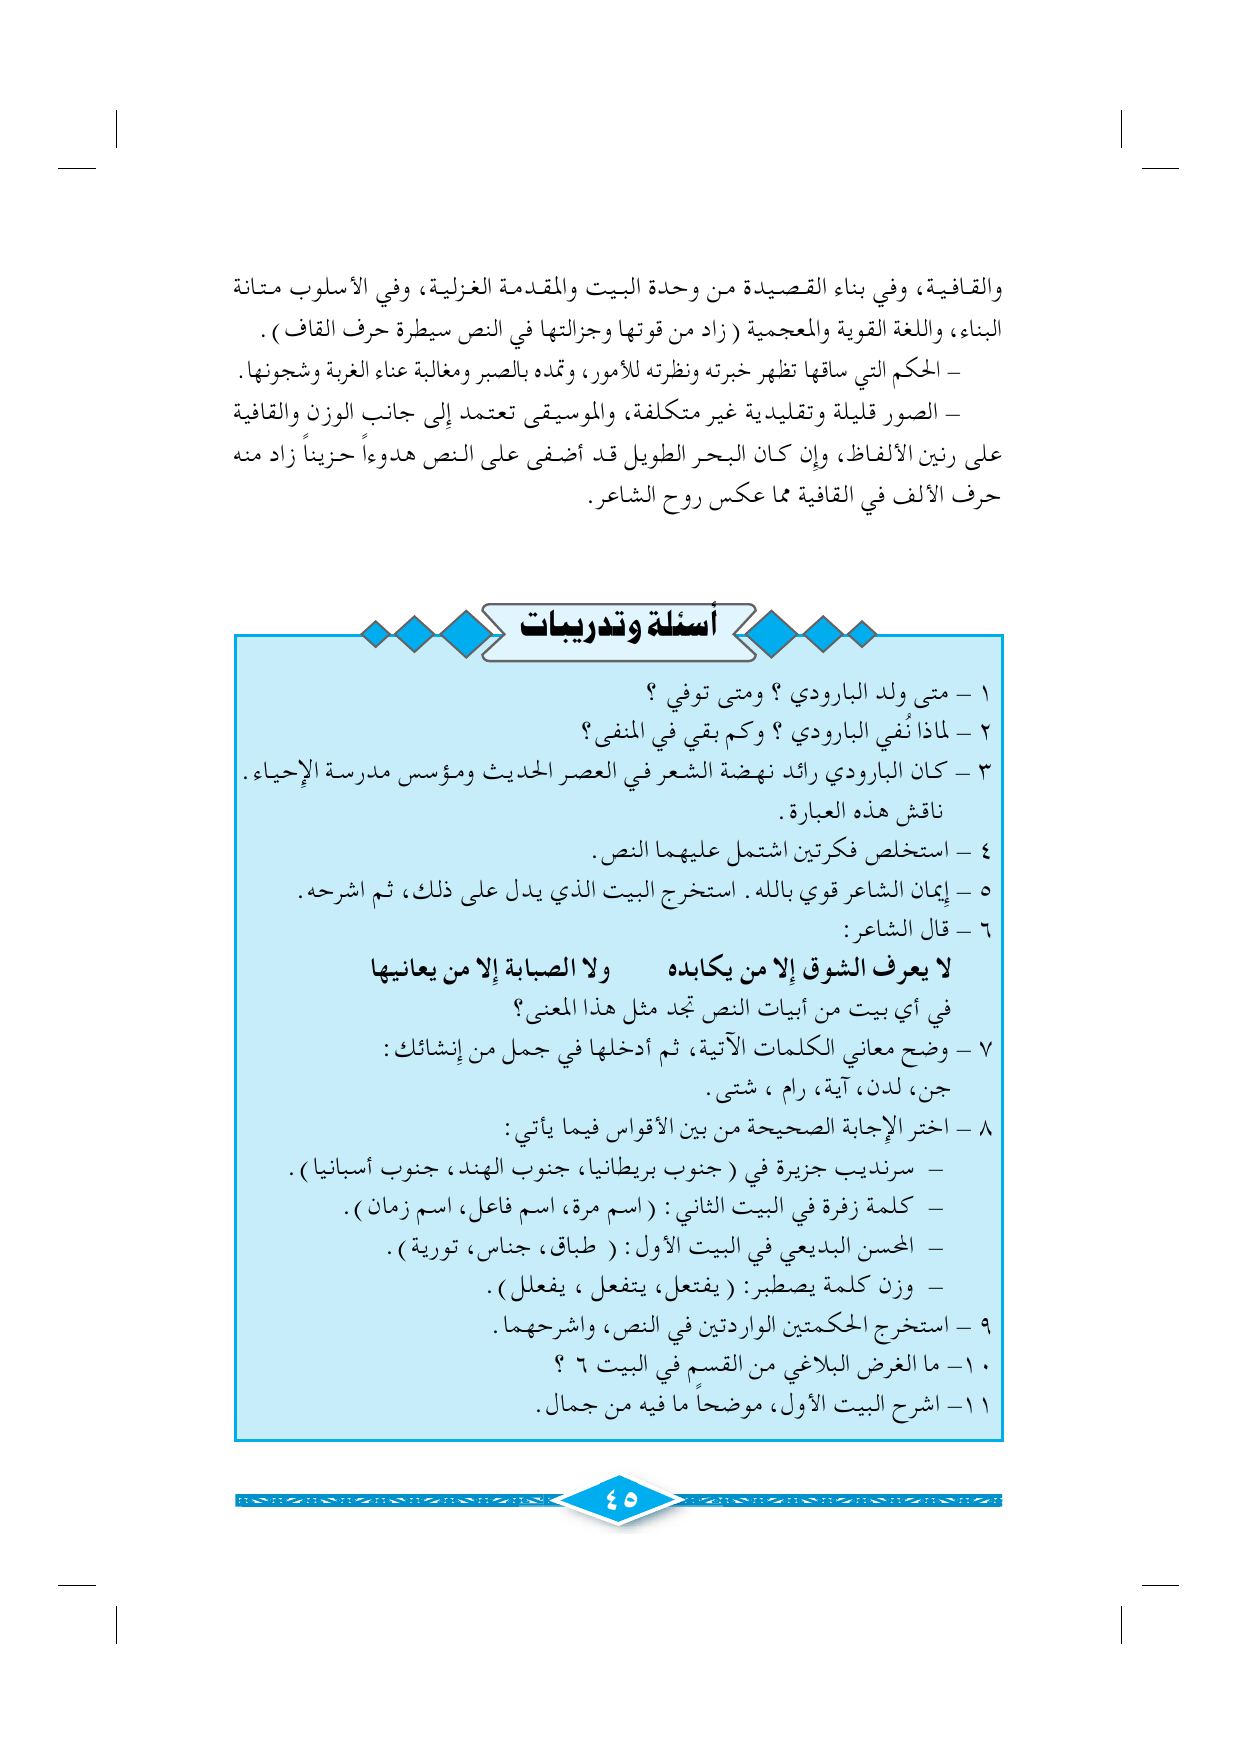 والقافية، وفي بناء القصيدة من وحدة البيت والمقدمة الغزلية، وفي الأسلوب متانة
البناء، واللغة القوية والمعجمية ( زاد من قوتها وجزالتها في النص سيطرة حرف القاف ) .
– الحكم التي ساقها تظهر خبرته ونظرته للأمور، وتمده بالصبر ومغالبة عناء الغربة وشجونها.
– الصور قليلة وتقليدية غير متكلفة، والموسيقى تعتمد إلى جانب الوزن والقافية
على رنين الألفاظ، وإن كان البحر الطويل قد أضفى على النص هدوءاً حزيناً زاد منه
حرف الألف في القافية مما عكس روح الشاعر.
أسئلة وتدريبات
١ – متى ولد البارودي ؟ ومتى توفي ؟
٢ – لماذا نُفي البارودي ؟ وكم بقي في المنفى؟
٣ – كان البارودي رائد نهضة الشعر في العصر الحديث ومؤسس مدرسة الإحياء.
ناقش هذه العبارة.
٤ – استخلص فكرتين اشتمل عليهما النص.
٥ – إيمان الشاعر قوي بالله. استخرج البيت الذي يدل على ذلك، ثم اشرحه.
٦ – قال الشاعر:
لا يعرف الشوق إلا من يكابده ولا الصبابة إلا من يعانيها
في أي بيت من أبيات النص تجد مثل هذا المعنى؟
٧ – وضح معاني الكلمات الآتية، ثم أدخلها في جمل من إنشائك:
جن، لدن، آية، رام ، شتى.
٨ – اختر الإجابة الصحيحة من بين الأقواس فيما يأتي:
– سرنديب جزيرة في ( جنوب بريطانيا، جنوب الهند، جنوب أسبانيا ) .
– كلمة زفرة في البيت الثاني: ( اسم مرة، اسم فاعل، اسم زمان ) .
– المحسن البديعي في البيت الأول: ( طباق، جناس، تورية ) .
– وزن كلمة يصطبر: ( يفتعل، يتفعل ، يفعلل ) .
٩ – استخرج الحكمتين الواردتين في النص، واشرحهما.
١٠– ما الغرض البلاغي من القسم في البيت ٦ ؟
١١– اشرح البيت الأول، موضحاً ما فيه من جمال.
٤٥